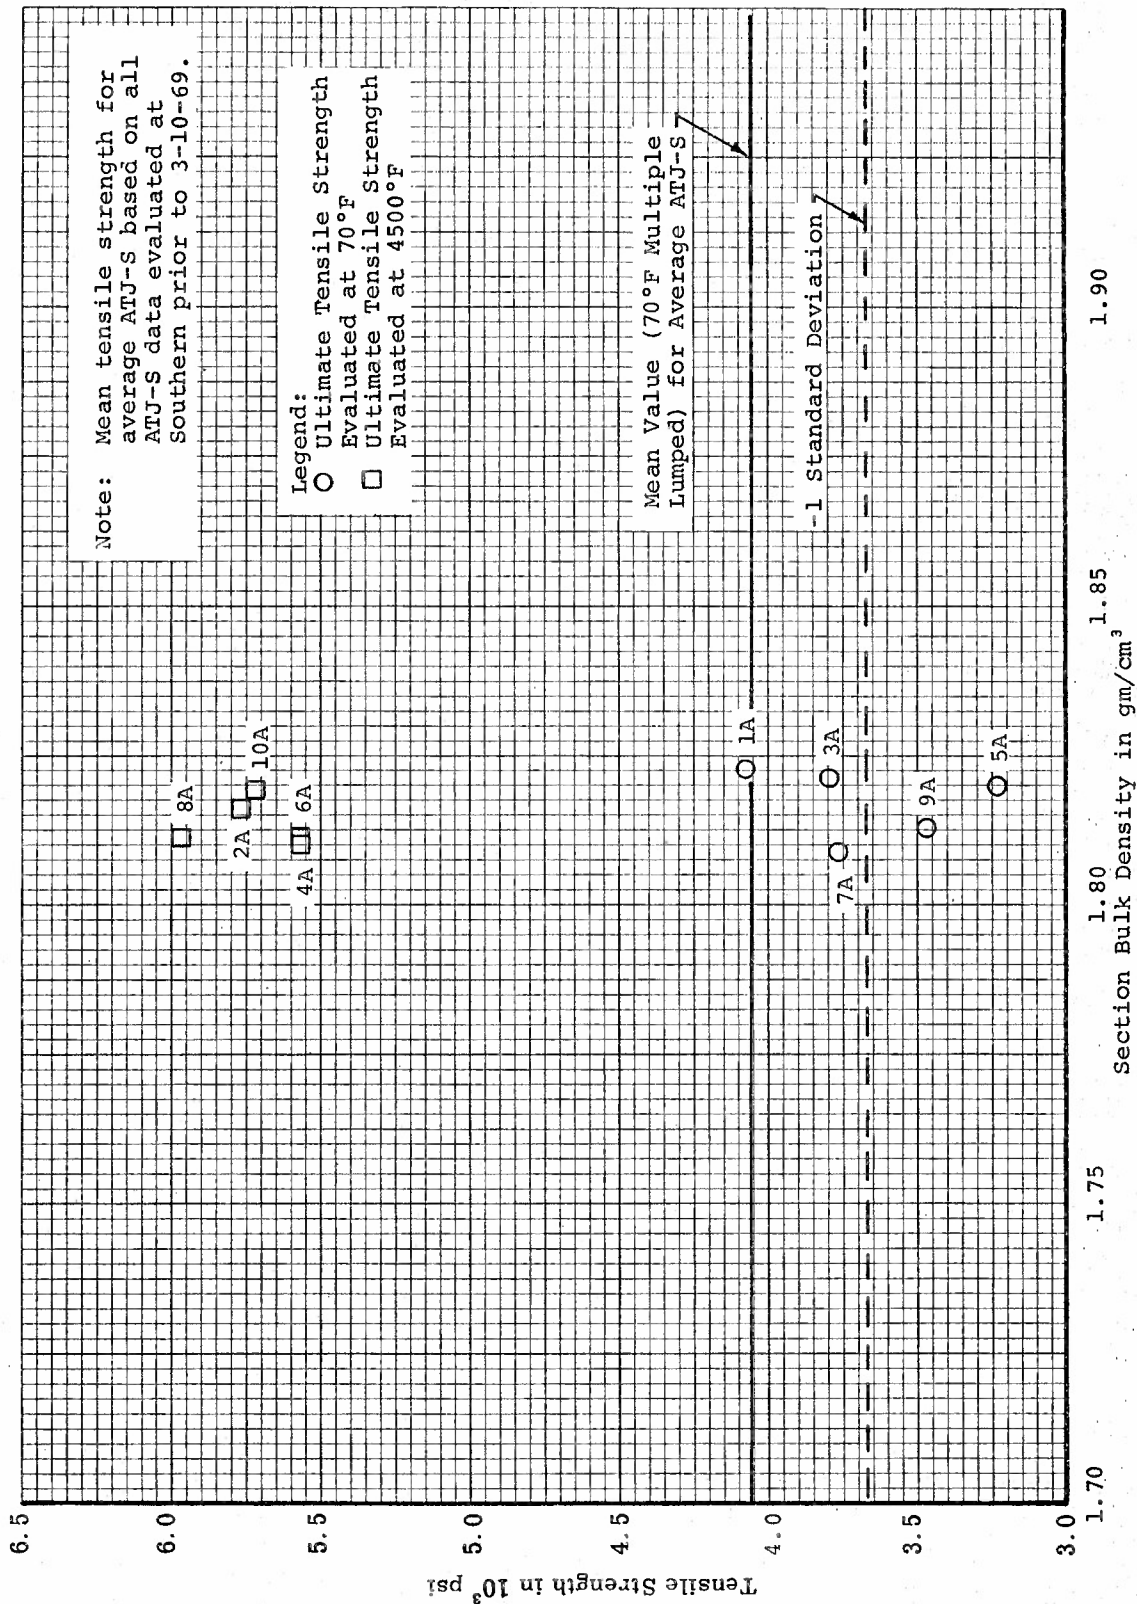 Note: Mean tensile strength for
average ATJ-S based on all
ATJ-S data evaluated at
Southern prior to 3-10-69.
Legend:
Ultimate Tensile Strength
Evaluated at 70°F
Ultimate Tensile Strength
Evaluated at 4500°F
Mean Value (70°F Multiple
Lumped) for Average ATJ-S
-1 Standard Deviation
8A
2A
10A
4A
6A
1A
3A
7A
9A
5A
6.5
6.0
5.5
5.0
4.5
4.0
3.5
3.0
Tensile Strength in 10³ psi
1.70
1.75
1.80
1.85
1.90
Section Bulk Density in gm/cm³